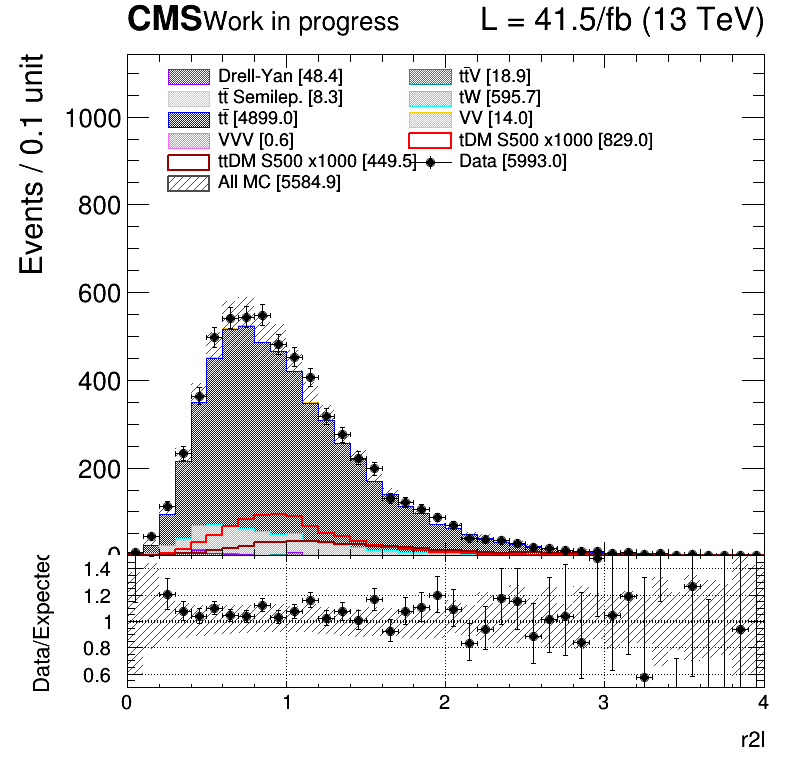 CMS Work in progress L = 41.5/fb (13 TeV)
Events / 0.1 unit
Drell-Yan [48.4] tt̄V [18.9]
tt̄ Semilep. [8.3] tW [595.7]
tt̄ [4899.0] VV [14.0]
VVV [0.6] tDM S500 x1000 [829.0]
ttDM S500 x1000 [449.5] Data [5993.0]
All MC [5584.9]
1000
800
600
400
200
0
Data/Expected
1.4
1.2
1
0.8
0.6
0 1 2 3 4
r2l